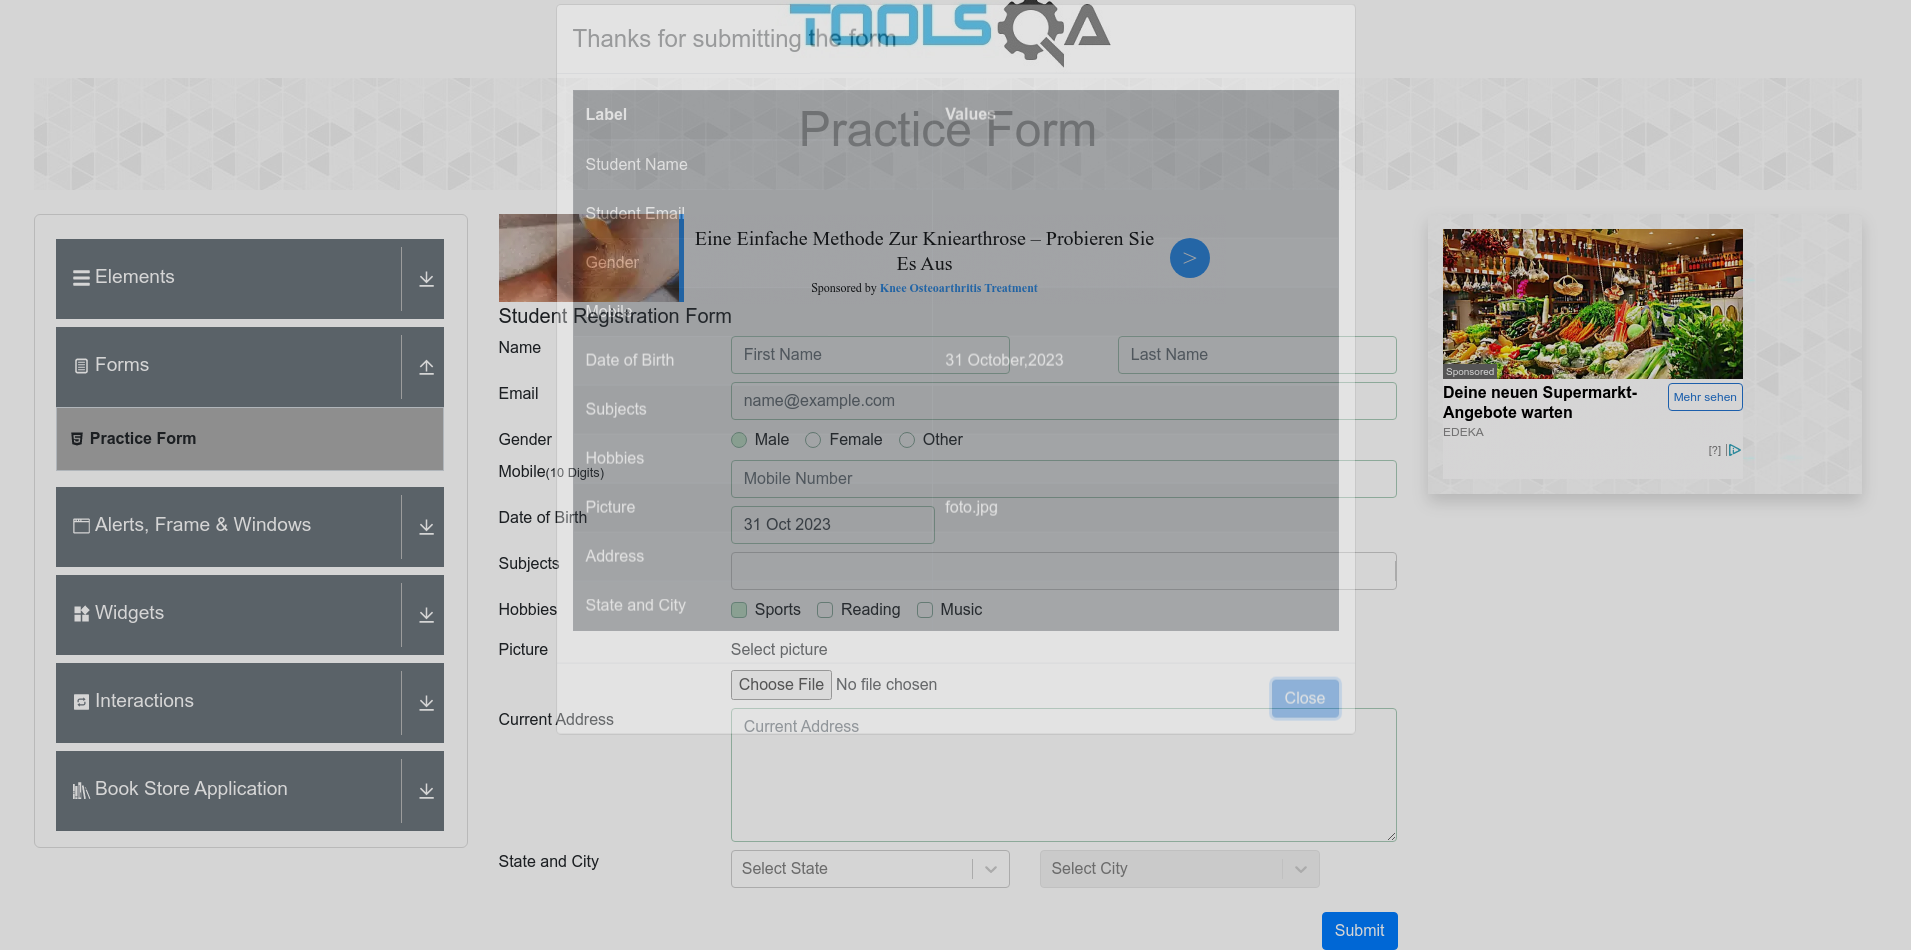 TOOLSQA
Thanks for submitting the form
Practice Form
Label Values
Student Name
Student Email
Gender
Mobile
Date of Birth 31 October,2023
Subjects
Hobbies
Picture foto.jpg
Address
State and City
Close
Elements
Forms
Practice Form
Alerts, Frame & Windows
Widgets
Interactions
Book Store Application
Eine Einfache Methode Zur Kniearthrose – Probieren Sie
Es Aus
Sponsored by Knee Osteoarthritis Treatment
>
Student Registration Form
Name First Name Last Name
Email name@example.com
Gender Male Female Other
Mobile(10 Digits) Mobile Number
Date of Birth 31 Oct 2023
Subjects
Hobbies Sports Reading Music
Picture Select picture
Choose File No file chosen
Current Address Current Address
State and City Select State Select City
Submit
Sponsored
Deine neuen Supermarkt-
Angebote warten
Mehr sehen
EDEKA
[?]